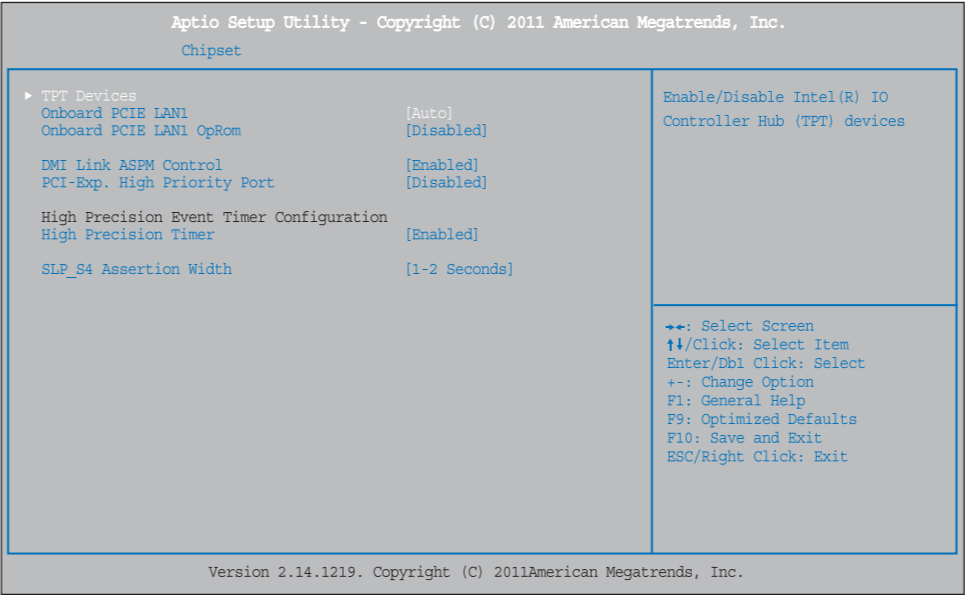 Aptio Setup Utility - Copyright (C) 2011 American Megatrends, Inc.
Chipset
▶ TPT Devices
Onboard PCIE LAN1 [Auto]
Onboard PCIE LAN1 OpRom [Disabled]
DMI Link ASPM Control [Enabled]
PCI-Exp. High Priority Port [Disabled]
High Precision Event Timer Configuration
High Precision Timer [Enabled]
SLP_S4 Assertion Width [1-2 Seconds]
Enable/Disable Intel(R) IO
Controller Hub (TPT) devices
→←: Select Screen
↑↓/Click: Select Item
Enter/Db1 Click: Select
+-: Change Option
F1: General Help
F9: Optimized Defaults
F10: Save and Exit
ESC/Right Click: Exit
Version 2.14.1219. Copyright (C) 2011American Megatrends, Inc.